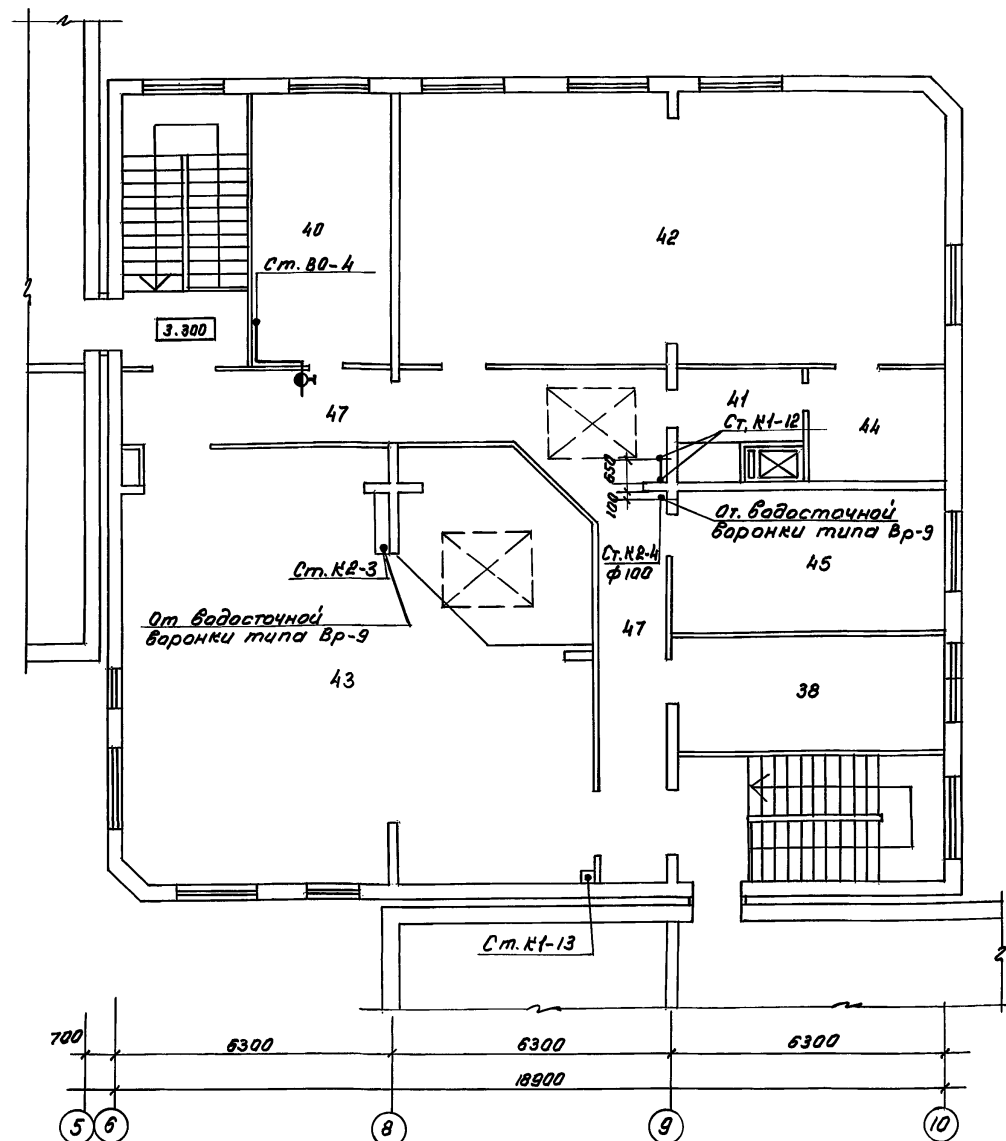 40
42
Ст. В0-4
3.300
47
41
Ст. К1-12
44
650
100
От. водосточной
воронки типа Вр-9
Ст. К2-4
ф100
45
Ст. К2-3
От водосточной
воронки типа Вр-9
47
43
38
Ст. К1-13
700
6300
6300
6300
18900
5
6
8
9
10